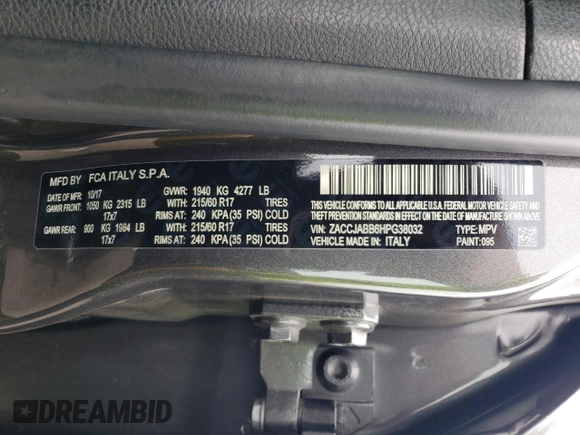 MFD BY FCA ITALY S.P.A.
DATE OF MFR: 10/17 GVWR: 1940 KG 4277 LB
GAWR FRONT: 1050 KG 2315 LB WITH: 215/60 R17 TIRES
17x7 RIMS AT: 240 KPA(35 PSI) COLD
GAWR REAR: 900 KG 1984 LB WITH: 215/60 R17 TIRES
17x7 RIMS AT: 240 KPA(35 PSI) COLD
THIS VEHICLE CONFORMS TO ALL APPLICABLE U.S.A. FEDERAL MOTOR VEHICLE SAFETY,
BUMPER, AND THEFT PREVENTION STANDARDS IN EFFECT ON THE DATE OF MANUFACTURE SHOWN ABOVE.
VIN: ZACCJABB6HPG38032 TYPE: MPV
VEHICLE MADE IN: ITALY PAINT: 095
DREAMBID